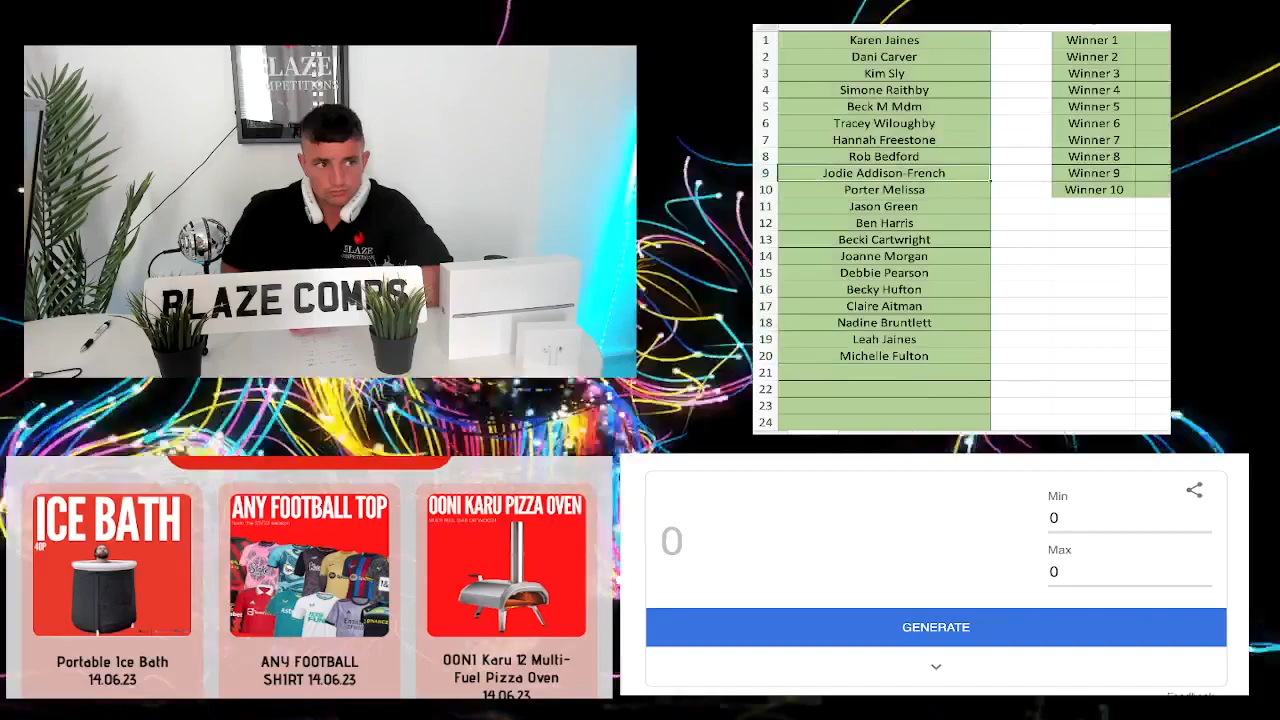 BLAZE
COMPETITIONS
BLAZE
COMPETITIONS
BLAZE COMPS
1 Karen Jaines Winner 1
2 Dani Carver Winner 2
3 Kim Sly Winner 3
4 Simone Raithby Winner 4
5 Beck M Mdm Winner 5
6 Tracey Wiloughby Winner 6
7 Hannah Freestone Winner 7
8 Rob Bedford Winner 8
9 Jodie Addison-French Winner 9
10 Porter Melissa Winner 10
11 Jason Green
12 Ben Harris
13 Becki Cartwright
14 Joanne Morgan
15 Debbie Pearson
16 Becky Hufton
17 Claire Aitman
18 Nadine Bruntlett
19 Leah Jaines
20 Michelle Fulton
21
22
23
24
ICE BATH
40P
Portable Ice Bath
14.06.23
ANY FOOTBALL TOP
ANY FOOTBALL
SHIRT 14.06.23
OONI KARU PIZZA OVEN
OONI Karu 12 Multi-
Fuel Pizza Oven
14.06.23
0
Min
0
Max
0
GENERATE
Feedback